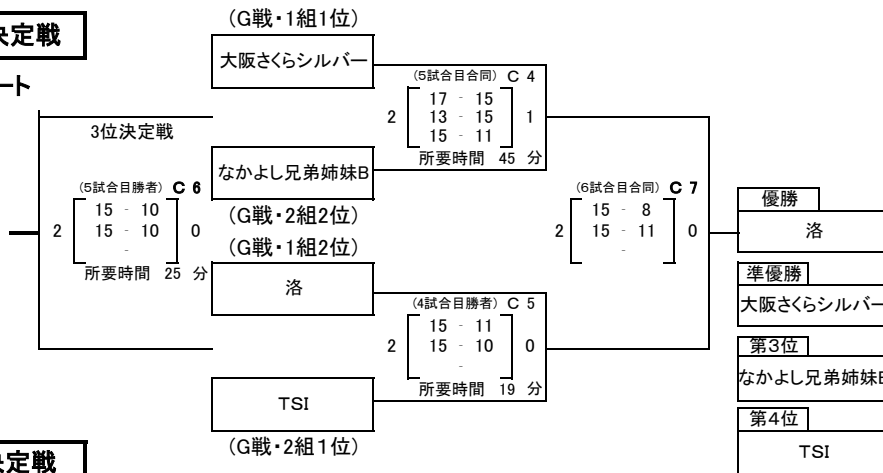 決定戦
ート
(G戦・1組1位)
大阪さくらシルバー
(5試合目合同) C 4
2
17 - 15
13 - 15
15 - 11
1
所要時間 45 分
3位決定戦
なかよし兄弟姉妹B
(G戦・2組2位)
(5試合目勝者) C 6
2
15 - 10
15 - 10
-
0
所要時間 25 分
(6試合目合同) C 7
2
15 - 8
15 - 11
-
0
(G戦・1組2位)
洛
(4試合目勝者) C 5
2
15 - 11
15 - 10
-
0
所要時間 19 分
TSI
(G戦・2組1位)
優勝
洛
準優勝
大阪さくらシルバー
第3位
なかよし兄弟姉妹B
第4位
TSI
決定戦